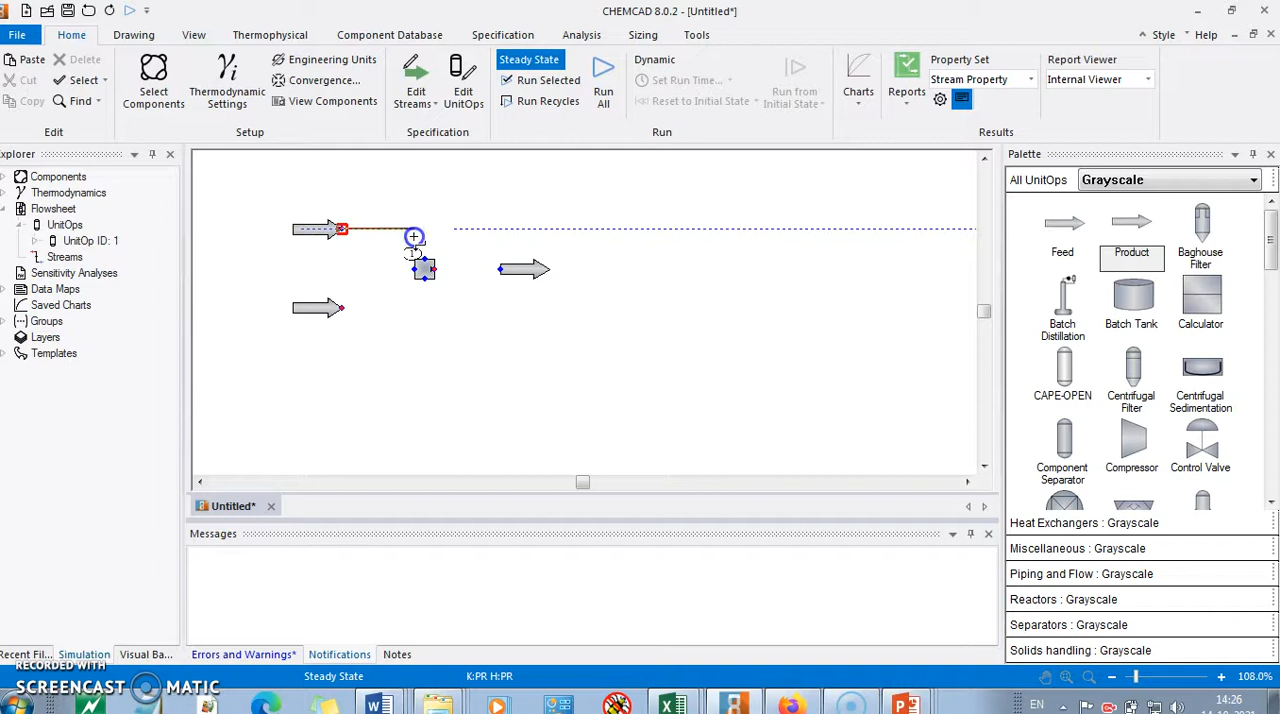 CHEMCAD 8.0.2 - [Untitled*]
File Home Drawing View Thermophysical Component Database Specification Analysis Sizing Tools Style Help
Paste Delete
Cut Select
Copy Find
Edit
Select Components
Thermodynamic Settings
Engineering Units
Convergence...
View Components
Setup
Edit Streams
Edit UnitOps
Specification
Steady State
Run Selected
Run Recycles
Run All
Dynamic
Set Run Time...
Reset to Initial State
Run from Initial State
Run
Charts
Reports
Property Set
Stream Property
Report Viewer
Internal Viewer
Results
Explorer
Components
Thermodynamics
Flowsheet
UnitOps
UnitOp ID: 1
Streams
Sensitivity Analyses
Data Maps
Saved Charts
Groups
Layers
Templates
Recent Fil... Simulation Visual Ba...
1
Untitled*
Messages
Errors and Warnings* Notifications Notes
Palette
All UnitOps Grayscale
Feed Product Baghouse Filter
Batch Distillation Batch Tank Calculator
CAPE-OPEN Centrifugal Filter Centrifugal Sedimentation
Component Separator Compressor Control Valve
Heat Exchangers : Grayscale
Miscellaneous : Grayscale
Piping and Flow : Grayscale
Reactors : Grayscale
Separators : Grayscale
Solids handling : Grayscale
Steady State K:PR H:PR 108.0%
RECORDED WITH
SCREENCAST MATIC
EN 14:26